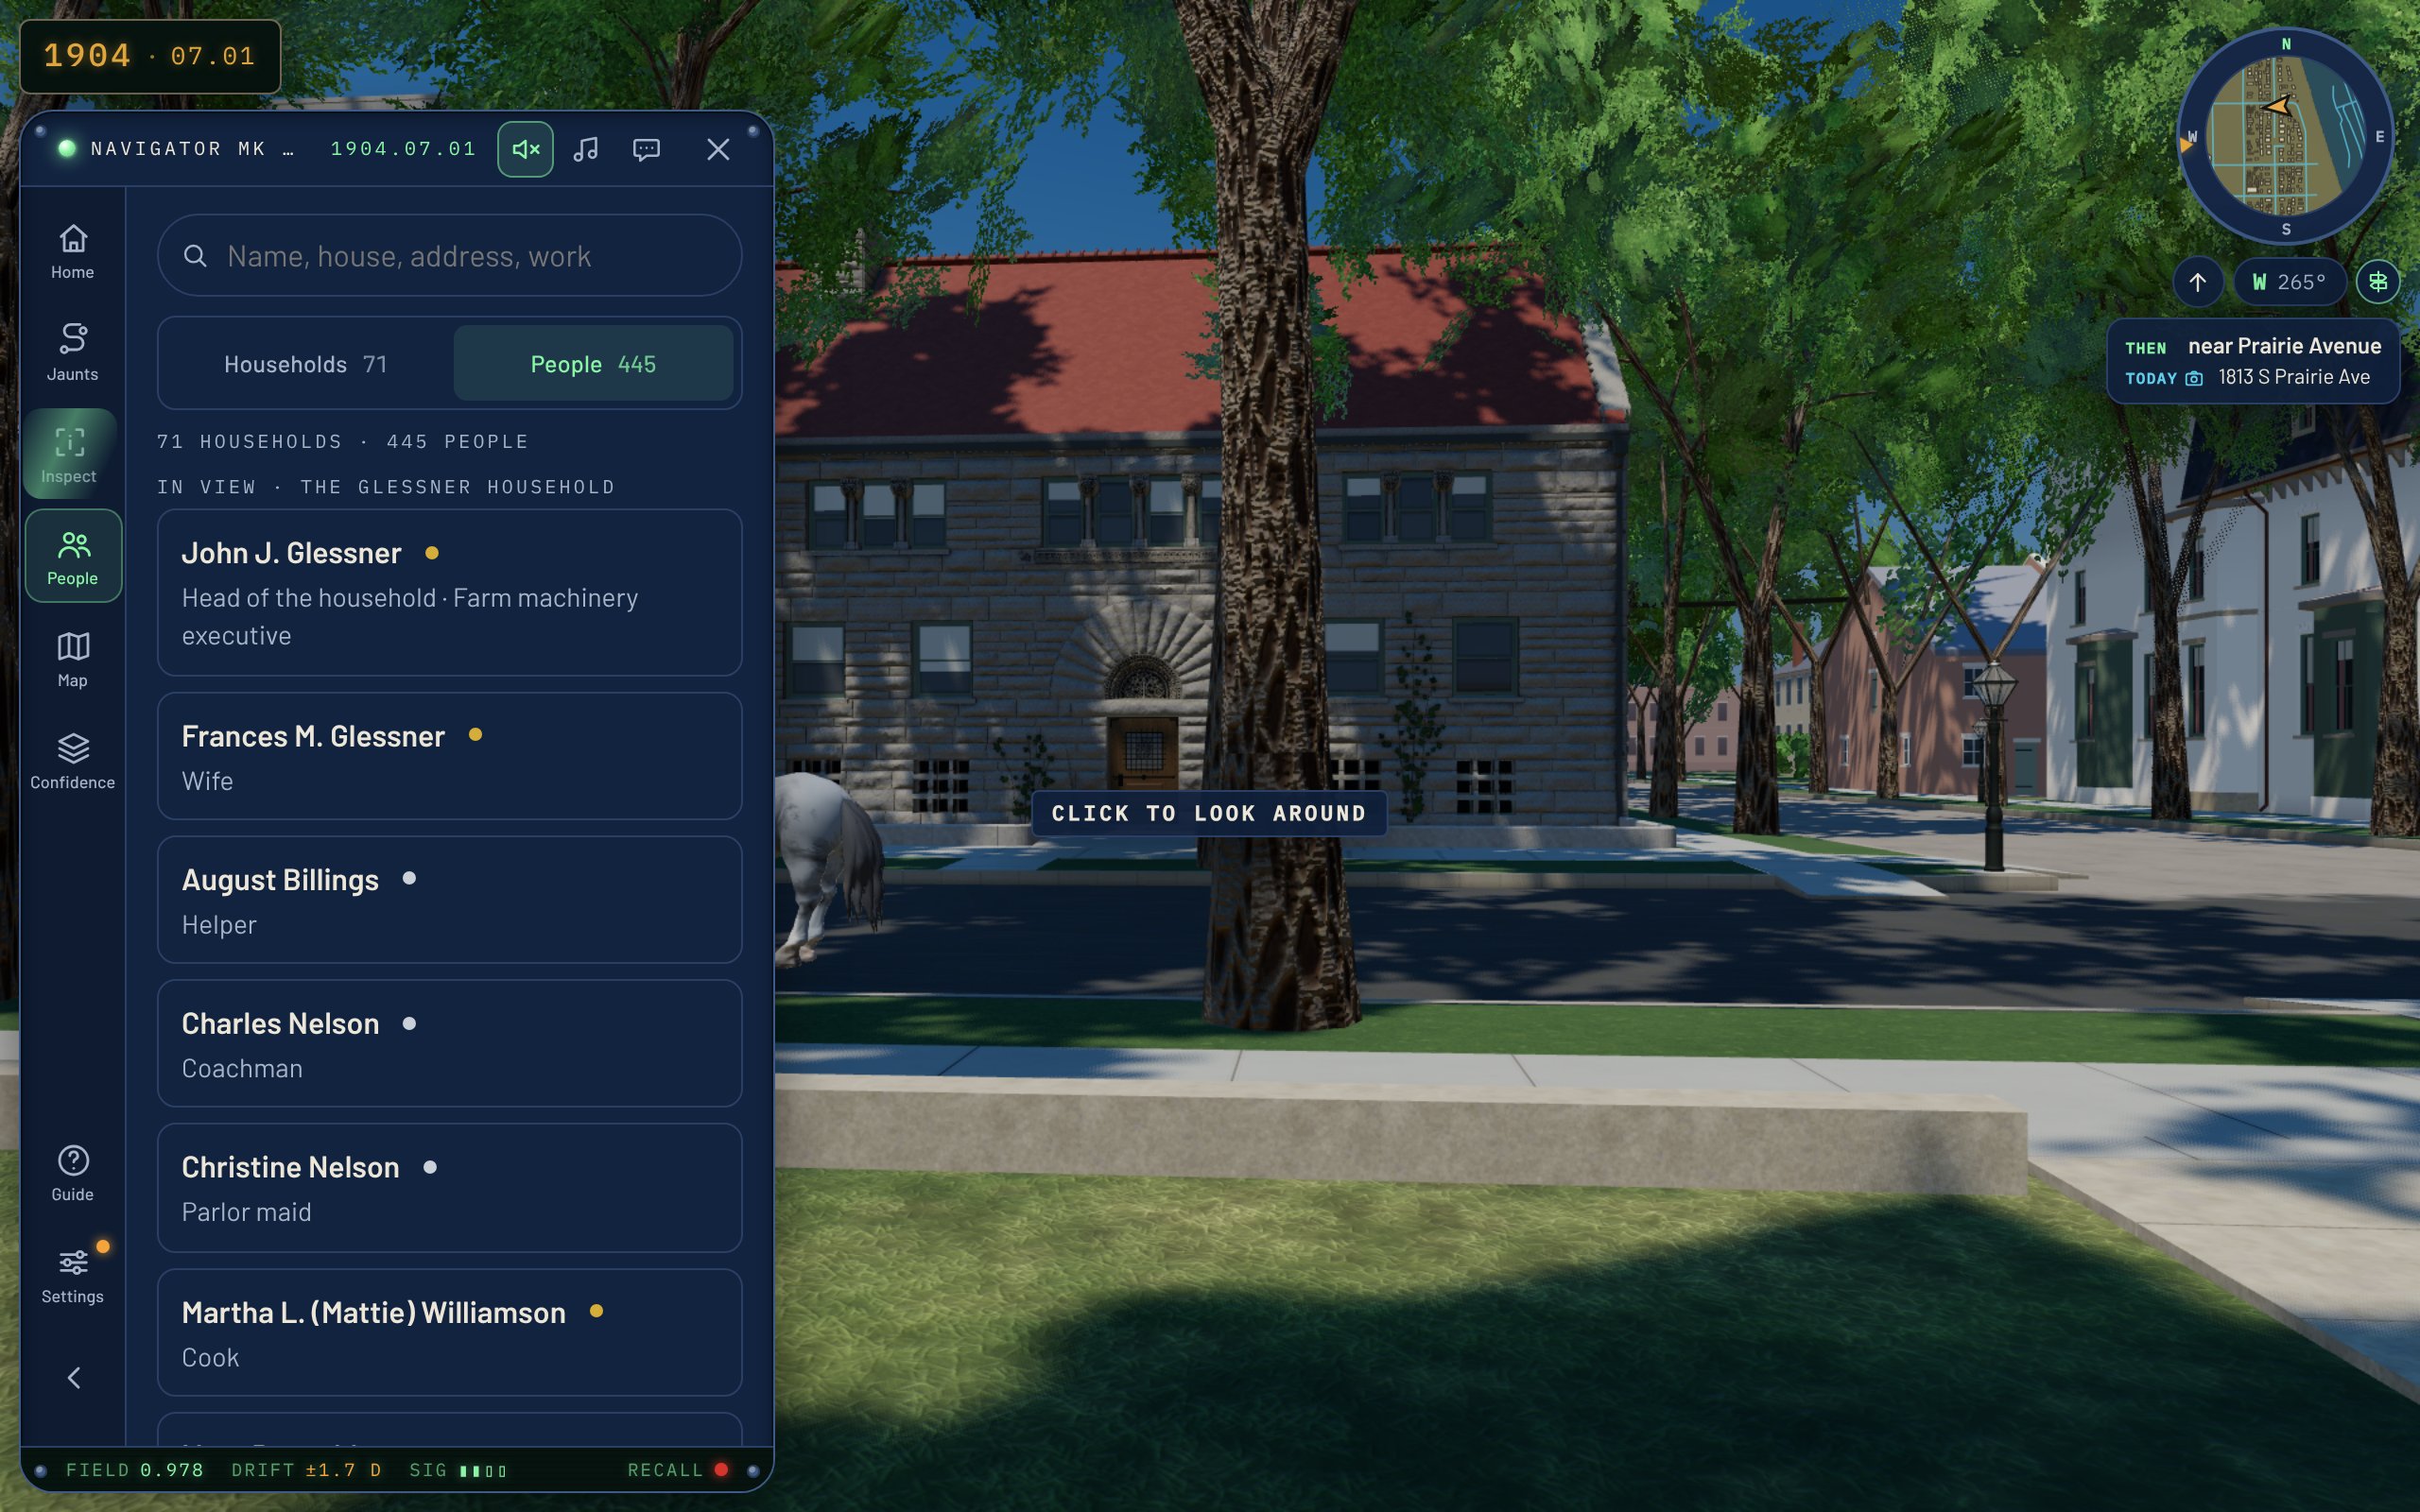 1904 · 07.01
NAVIGATOR MK …
1904.07.01
Home
Jaunts
Inspect
People
Map
Confidence
Guide
Settings
Name, house, address, work
Households 71
People 445
71 HOUSEHOLDS · 445 PEOPLE
IN VIEW · THE GLESSNER HOUSEHOLD
John J. Glessner
Head of the household · Farm machinery
executive
Frances M. Glessner
Wife
August Billings
Helper
Charles Nelson
Coachman
Christine Nelson
Parlor maid
Martha L. (Mattie) Williamson
Cook
FIELD 0.978 DRIFT ±1.7 D SIG
RECALL
CLICK TO LOOK AROUND
N
W
E
S
W 265°
THEN near Prairie Avenue
TODAY 1813 S Prairie Ave